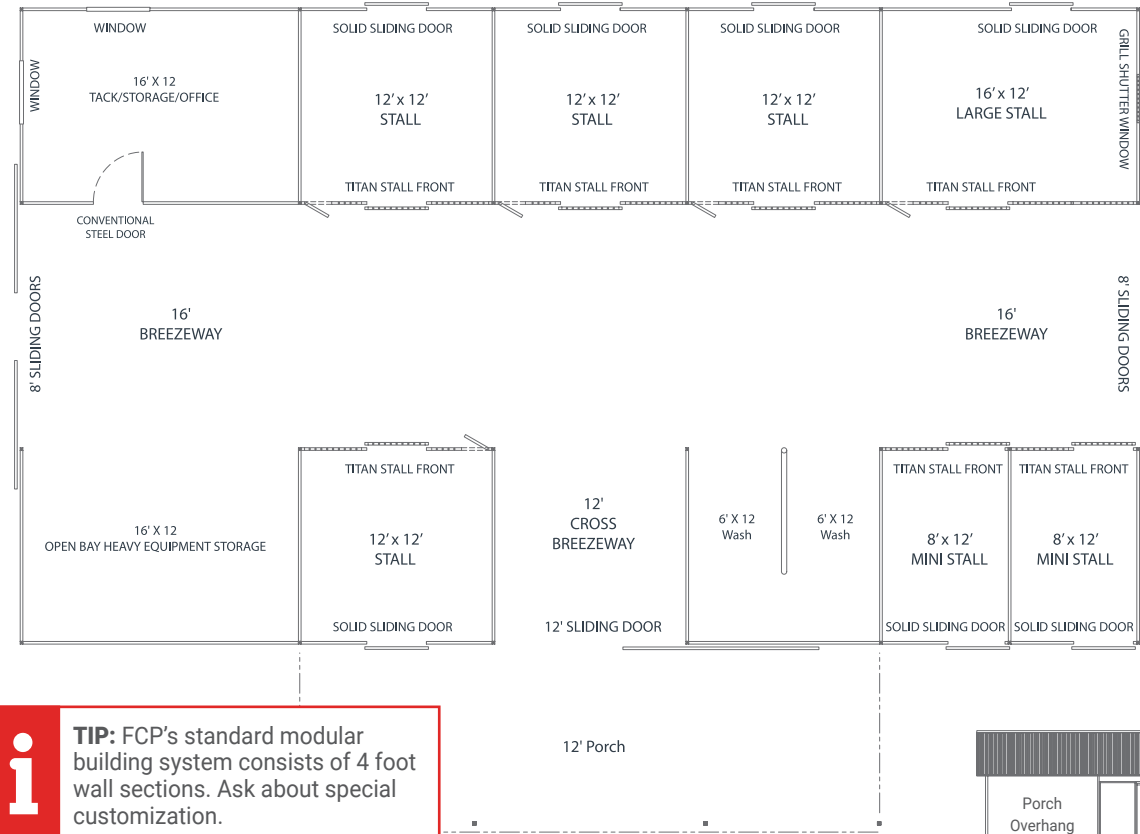 WINDOW
SOLID SLIDING DOOR
SOLID SLIDING DOOR
SOLID SLIDING DOOR
SOLID SLIDING DOOR
WINDOW
16' X 12
TACK/STORAGE/OFFICE
12' x 12'
STALL
12' x 12'
STALL
12' x 12'
STALL
16' x 12'
LARGE STALL
GRILL SHUTTER WINDOW
TITAN STALL FRONT
TITAN STALL FRONT
TITAN STALL FRONT
TITAN STALL FRONT
CONVENTIONAL
STEEL DOOR
8' SLIDING DOORS
16'
BREEZEWAY
16'
BREEZEWAY
8' SLIDING DOORS
16' X 12
OPEN BAY HEAVY EQUIPMENT STORAGE
TITAN STALL FRONT
12' x 12'
STALL
SOLID SLIDING DOOR
12'
CROSS
BREEZEWAY
12' SLIDING DOOR
6' X 12
Wash
6' X 12
Wash
TITAN STALL FRONT
8' x 12'
MINI STALL
SOLID SLIDING DOOR
TITAN STALL FRONT
8' x 12'
MINI STALL
SOLID SLIDING DOOR
12' Porch
i
TIP: FCP's standard modular
building system consists of 4 foot
wall sections. Ask about special
customization.
Porch
Overhang